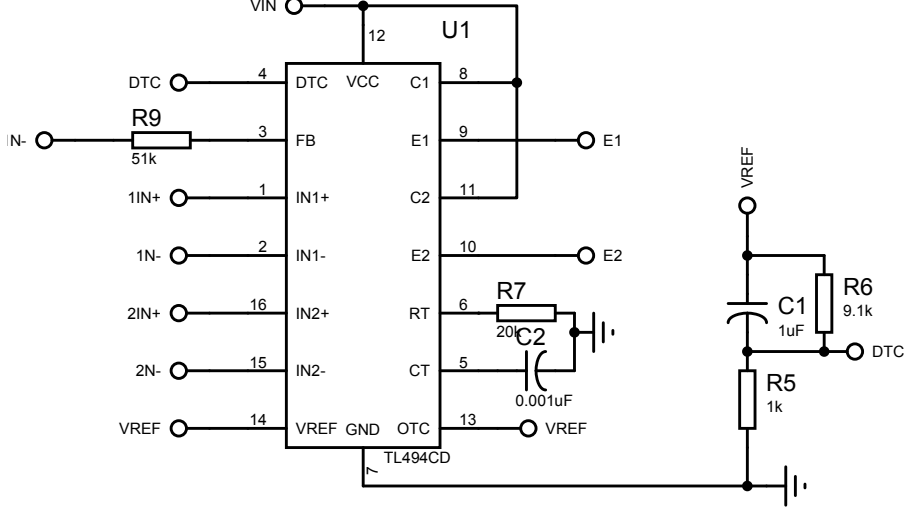 VIN
12
U1
DTC 4 DTC VCC C1 8
R9
N- 3 FB E1 9 E1
51k
1IN+ 1 IN1+ C2 11
VREF
1N- 2 IN1- E2 10 E2
2IN+ 16 IN2+ RT 6 R7
20k
C2
C1
1uF
R6
9.1k
DTC
2N- 15 IN2- CT 5
0.001uF
R5
1k
VREF 14 VREF GND OTC 13 VREF
7
TL494CD